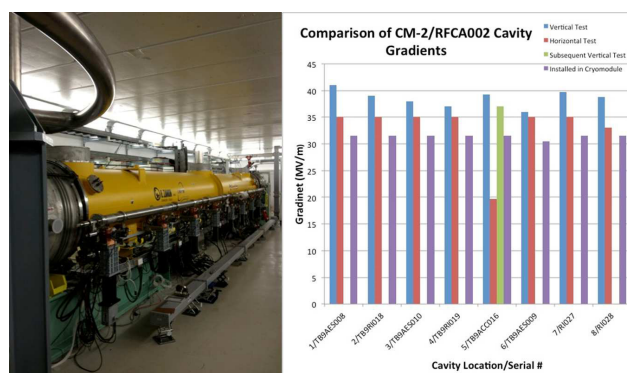 Comparison of CM-2/RFCA002 Cavity
Gradients
Vertical Test
Horizontal Test
Subsequent Vertical Test
Installed in Cryomodule
Gradinet (MV/m)
45
40
35
30
25
20
15
10
5
0
1/TB9AES008
2/TB9RI018
3/TB9AES010
4/TB9RI019
5/TB9ACC016
6/TB9AES009
7/RI027
8/RI028
Cavity Location/Serial #